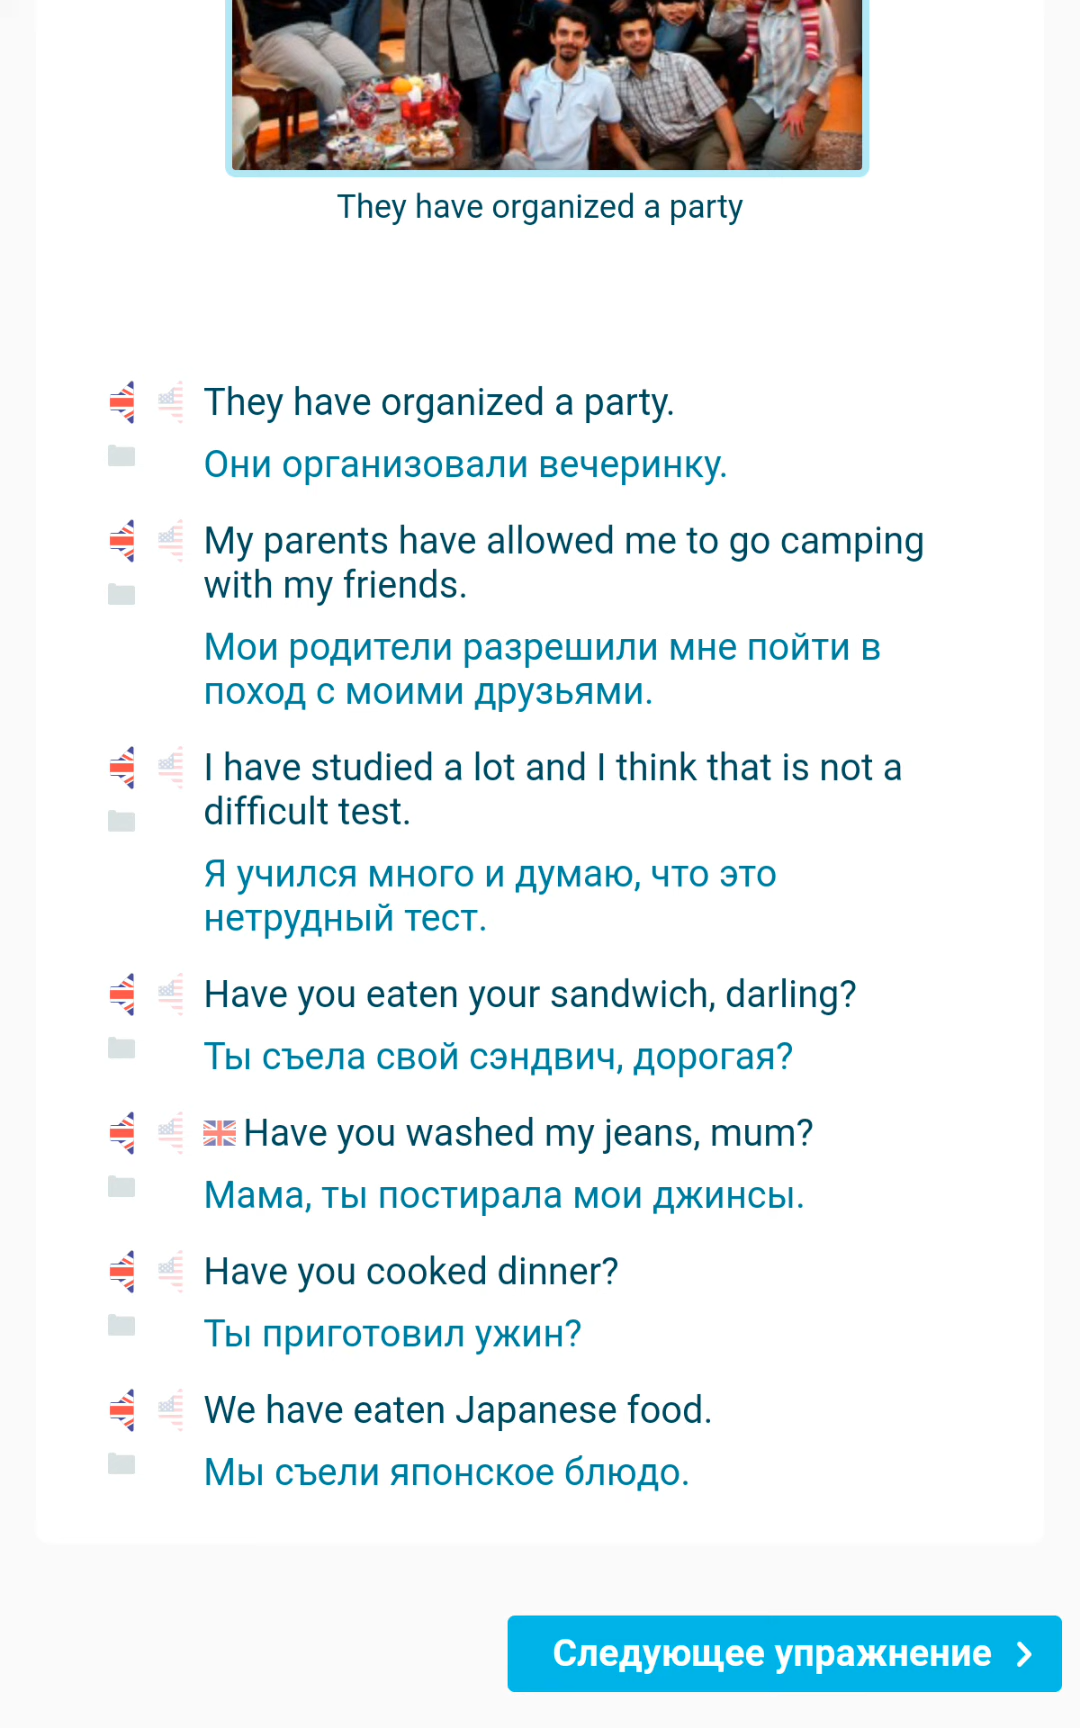 They have organized a party
They have organized a party.
Они организовали вечеринку.
My parents have allowed me to go camping
with my friends.
Мои родители разрешили мне пойти в
поход с моими друзьями.
I have studied a lot and I think that is not a
difficult test.
Я учился много и думаю, что это
нетрудный тест.
Have you eaten your sandwich, darling?
Ты съела свой сэндвич, дорогая?
Have you washed my jeans, mum?
Мама, ты постирала мои джинсы.
Have you cooked dinner?
Ты приготовил ужин?
We have eaten Japanese food.
Мы съели японское блюдо.
Следующее упражнение